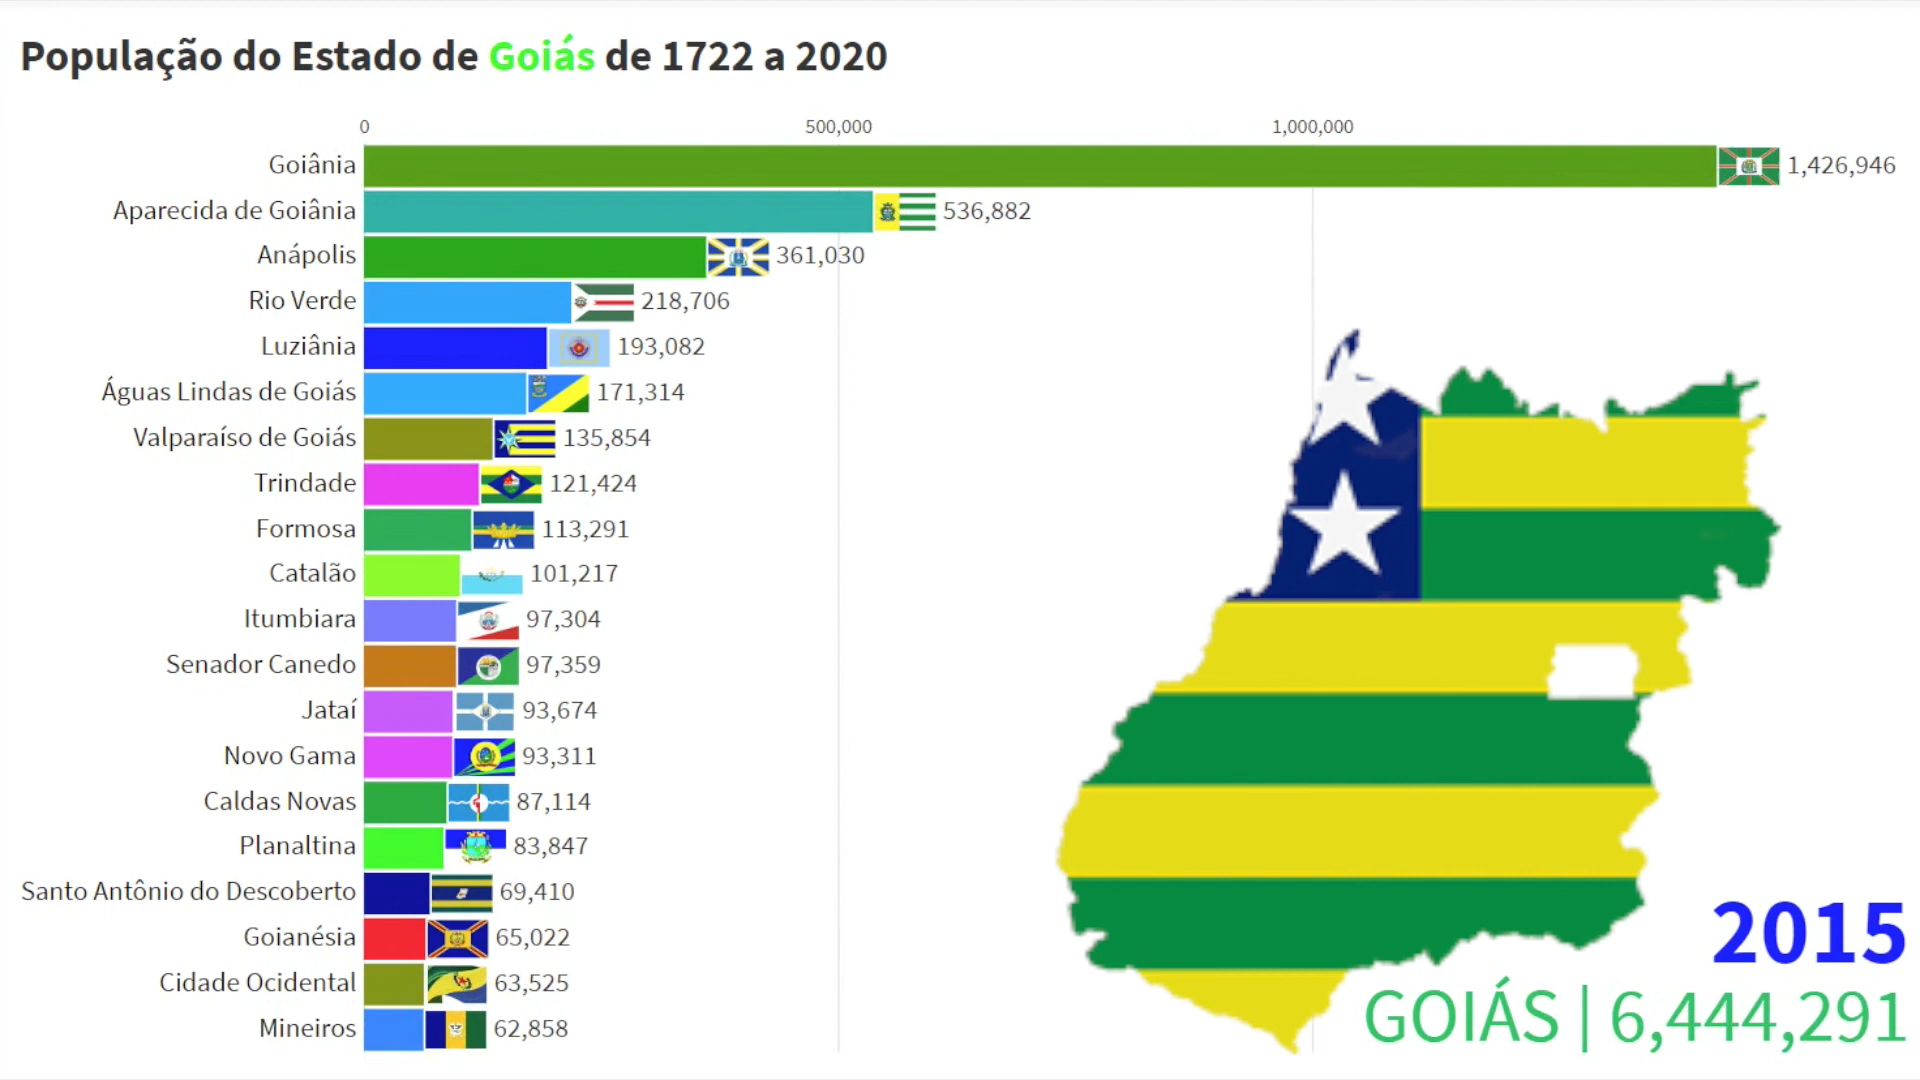 População do Estado de Goiás de 1722 a 2020
0 500,000 1,000,000
Goiânia 1,426,946
Aparecida de Goiânia 536,882
Anápolis 361,030
Rio Verde 218,706
Luziânia 193,082
Águas Lindas de Goiás 171,314
Valparaíso de Goiás 135,854
Trindade 121,424
Formosa 113,291
Catalão 101,217
Itumbiara 97,304
Senador Canedo 97,359
Jataí 93,674
Novo Gama 93,311
Caldas Novas 87,114
Planaltina 83,847
Santo Antônio do Descoberto 69,410
Goianésia 65,022
Cidade Ocidental 63,525
Mineiros 62,858
2015
GOIÁS | 6,444,291